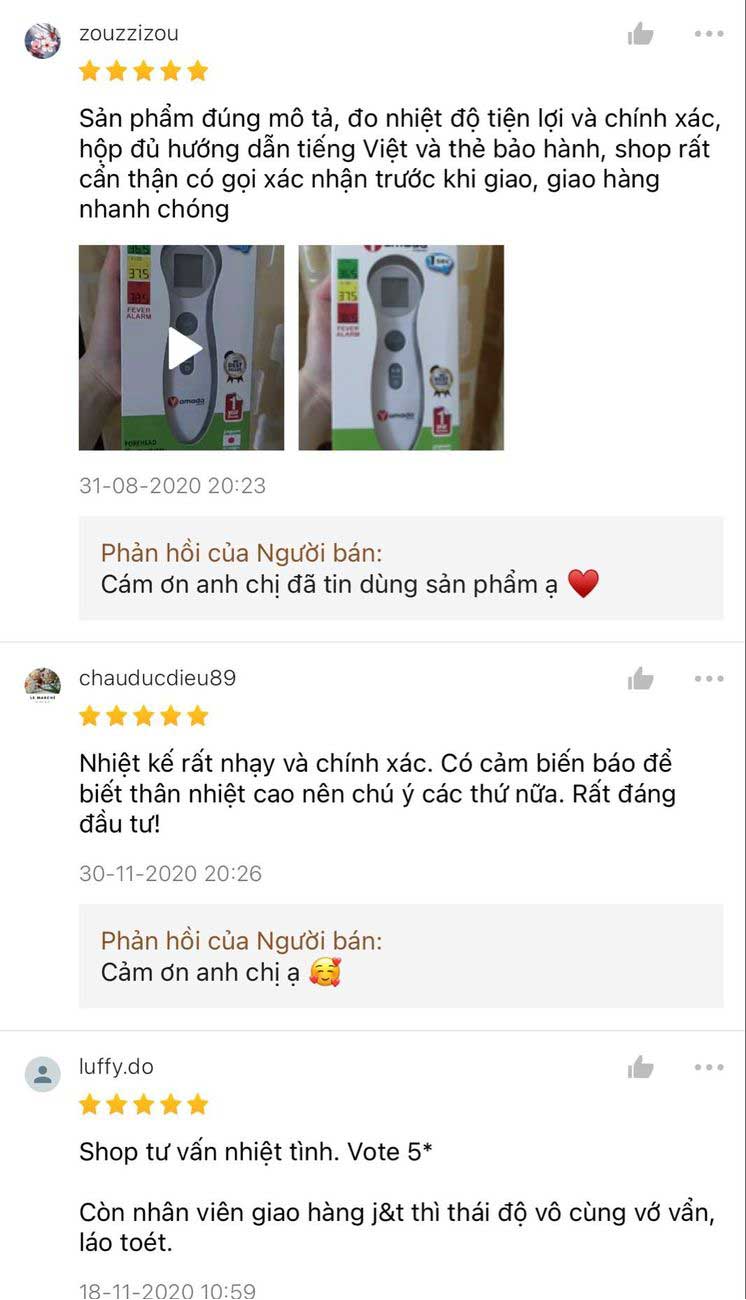 zouzzizou
Sản phẩm đúng mô tả, đo nhiệt độ tiện lợi và chính xác,
hộp đủ hướng dẫn tiếng Việt và thẻ bảo hành, shop rất
cẩn thận có gọi xác nhận trước khi giao, giao hàng
nhanh chóng
37.5
FEVER
ALARM
Yamada
1
FOREHEAD
amada
1 sec
37.5
FEVER
ALARM
Yamada
1
31-08-2020 20:23
Phản hồi của Người bán:
Cám ơn anh chị đã tin dùng sản phẩm ạ ♥️
chauducdieu89
LE MARCHÉ
Nhiệt kế rất nhạy và chính xác. Có cảm biến báo để
biết thân nhiệt cao nên chú ý các thứ nữa. Rất đáng
đầu tư!
30-11-2020 20:26
Phản hồi của Người bán:
Cảm ơn anh chị ạ 🥰
luffy.do
Shop tư vấn nhiệt tình. Vote 5*
Còn nhân viên giao hàng j&t thì thái độ vô cùng vớ vẩn,
láo toét.
18-11-2020 10:59